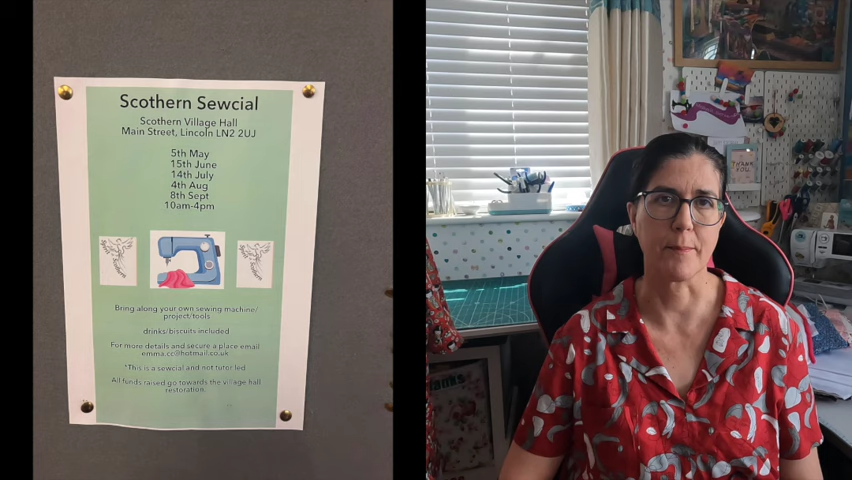 Scothern Sewcial
Scothern Village Hall
Main Street, Lincoln LN2 2UJ
5th May
15th June
14th July
4th Aug
8th Sept
10am-4pm
Bring along your own sewing machine/
project/tools
drinks/biscuits included
For more details and secure a place email
emma.cc@hotmail.co.uk
*This is a sewcial and not tutor led
All funds raised go towards the village hall
restoration.
THANK
YOU